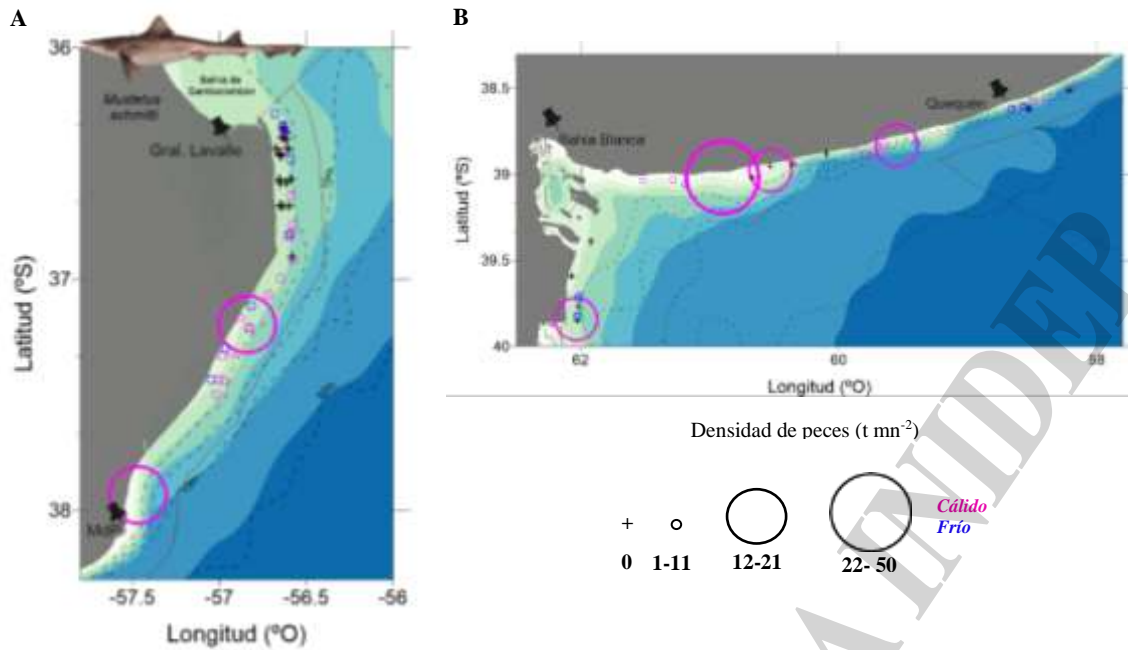 A
B
36
37
38
Latitud (ºS)
Bahía de
Samborombón
Mustelus
schmitti
Gral. Lavalle
-57.5
-57
-56.5
-56
Longitud (ºO)
38.5
39
39.5
40
Latitud (ºS)
Quequén
Bahía Blanca
62
60
58
Longitud (ºO)
Densidad de peces (t mn-2)
+
0
1-11
12-21
22- 50
Cálido
Frío
A INIDEP